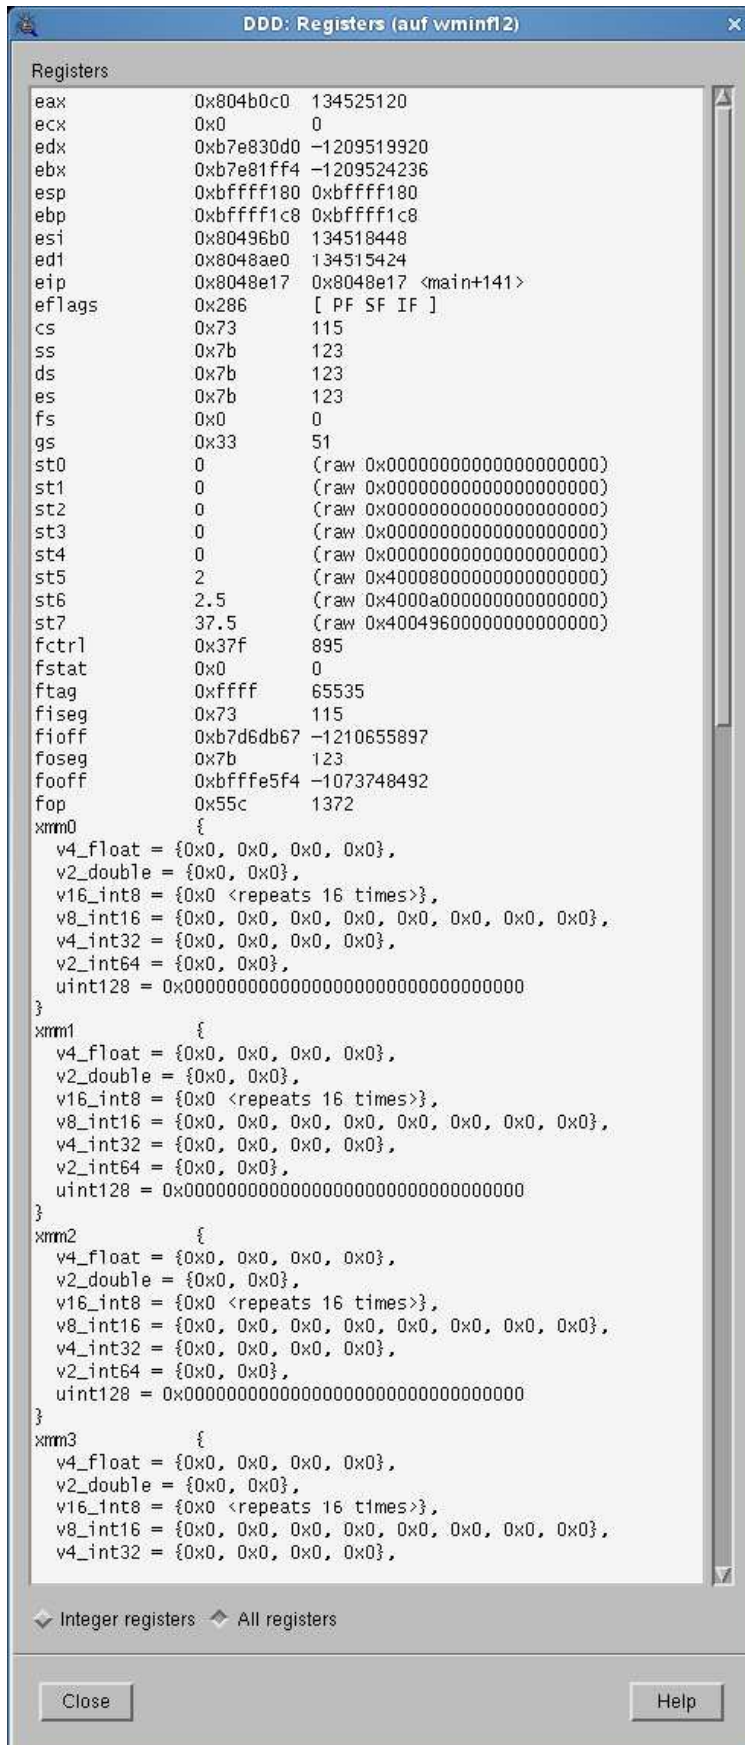 DDD: Registers (auf wminf12)
Registers
eax 0x804b0c0 134525120
ecx 0x0 0
edx 0xb7e830d0 -1209519920
ebx 0xb7e81ff4 -1209524236
esp 0xbffff180 0xbffff180
ebp 0xbffff1c8 0xbffff1c8
esi 0x80496b0 134518448
edi 0x8048ae0 134515424
eip 0x8048e17 0x8048e17 <main+141>
eflags 0x286 [ PF SF IF ]
cs 0x73 115
ss 0x7b 123
ds 0x7b 123
es 0x7b 123
fs 0x0 0
gs 0x33 51
st0 0 (raw 0x00000000000000000000)
st1 0 (raw 0x00000000000000000000)
st2 0 (raw 0x00000000000000000000)
st3 0 (raw 0x00000000000000000000)
st4 0 (raw 0x00000000000000000000)
st5 2 (raw 0x40008000000000000000)
st6 2.5 (raw 0x4000a000000000000000)
st7 37.5 (raw 0x40049600000000000000)
fctrl 0x37f 895
fstat 0x0 0
ftag 0xffff 65535
fiseg 0x73 115
fioff 0xb7d6db67 -1210655897
foseg 0x7b 123
fooff 0xbfffe5f4 -1073748492
fop 0x55c 1372
xmm0 {
v4_float = {0x0, 0x0, 0x0, 0x0},
v2_double = {0x0, 0x0},
v16_int8 = {0x0 <repeats 16 times>},
v8_int16 = {0x0, 0x0, 0x0, 0x0, 0x0, 0x0, 0x0, 0x0},
v4_int32 = {0x0, 0x0, 0x0, 0x0},
v2_int64 = {0x0, 0x0},
uint128 = 0x00000000000000000000000000000000
}
xmm1 {
v4_float = {0x0, 0x0, 0x0, 0x0},
v2_double = {0x0, 0x0},
v16_int8 = {0x0 <repeats 16 times>},
v8_int16 = {0x0, 0x0, 0x0, 0x0, 0x0, 0x0, 0x0, 0x0},
v4_int32 = {0x0, 0x0, 0x0, 0x0},
v2_int64 = {0x0, 0x0},
uint128 = 0x00000000000000000000000000000000
}
xmm2 {
v4_float = {0x0, 0x0, 0x0, 0x0},
v2_double = {0x0, 0x0},
v16_int8 = {0x0 <repeats 16 times>},
v8_int16 = {0x0, 0x0, 0x0, 0x0, 0x0, 0x0, 0x0, 0x0},
v4_int32 = {0x0, 0x0, 0x0, 0x0},
v2_int64 = {0x0, 0x0},
uint128 = 0x00000000000000000000000000000000
}
xmm3 {
v4_float = {0x0, 0x0, 0x0, 0x0},
v2_double = {0x0, 0x0},
v16_int8 = {0x0 <repeats 16 times>},
v8_int16 = {0x0, 0x0, 0x0, 0x0, 0x0, 0x0, 0x0, 0x0},
v4_int32 = {0x0, 0x0, 0x0, 0x0},
Integer registers All registers
Close Help